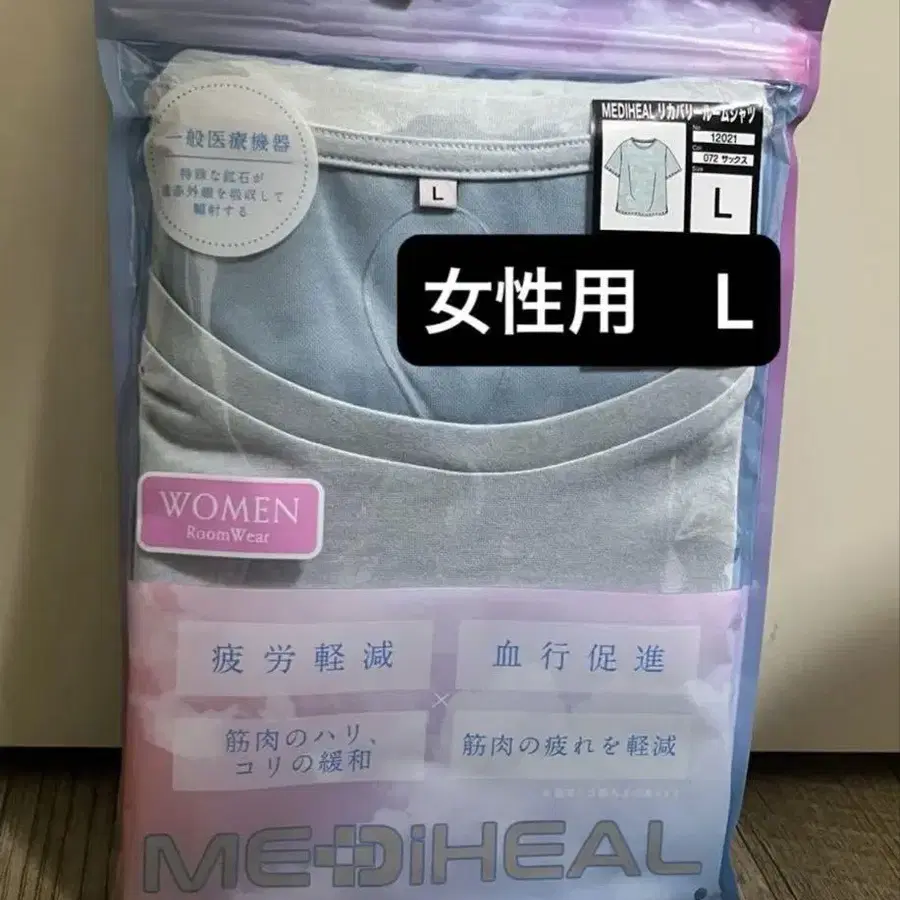 一般医療機器
特殊な鉱石が
遠赤外線を吸収して
輻射する
L
MEDIHEAL リカバリールームシャツ
No
12021
Col
072 サックス
Size
L
女性用 L
WOMEN
RoomWear
疲労軽減
血行促進
×
筋肉のハリ、
コリの緩和
筋肉の疲れを軽減
MEDiHEAL